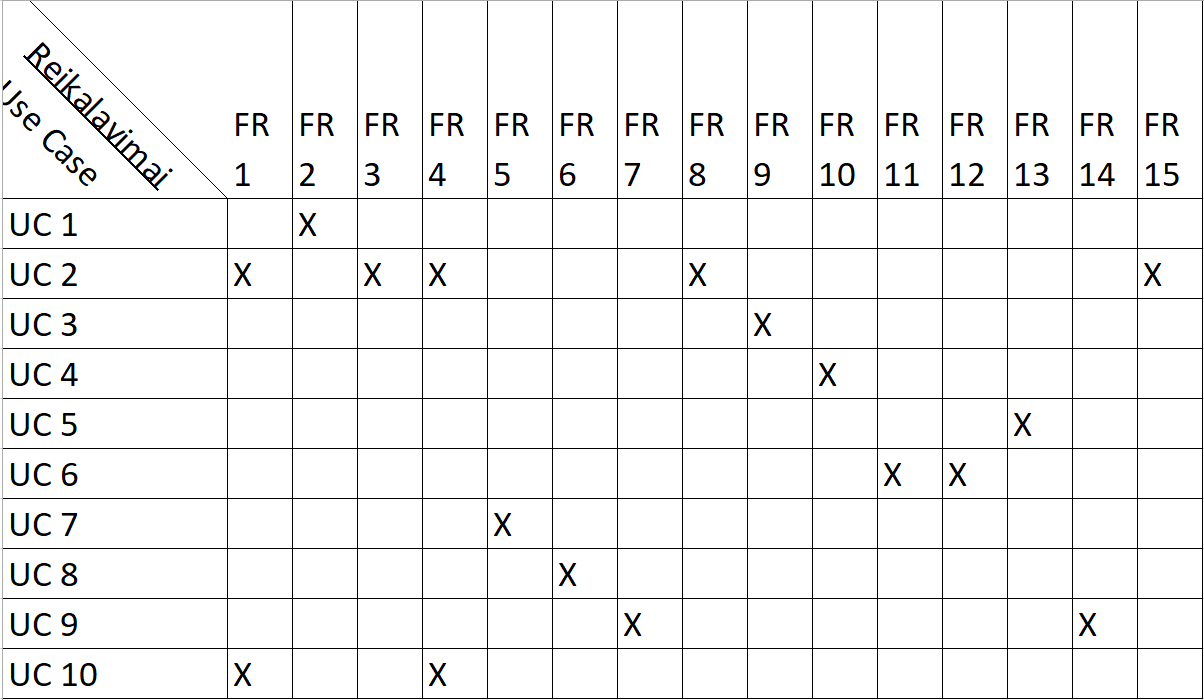 Reikalavimai
Use Case
FR 1 FR 2 FR 3 FR 4 FR 5 FR 6 FR 7 FR 8 FR 9 FR 10 FR 11 FR 12 FR 13 FR 14 FR 15
UC 1 X
UC 2 X X X X X
UC 3 X
UC 4 X
UC 5 X
UC 6 X X
UC 7 X
UC 8 X
UC 9 X X
UC 10 X X